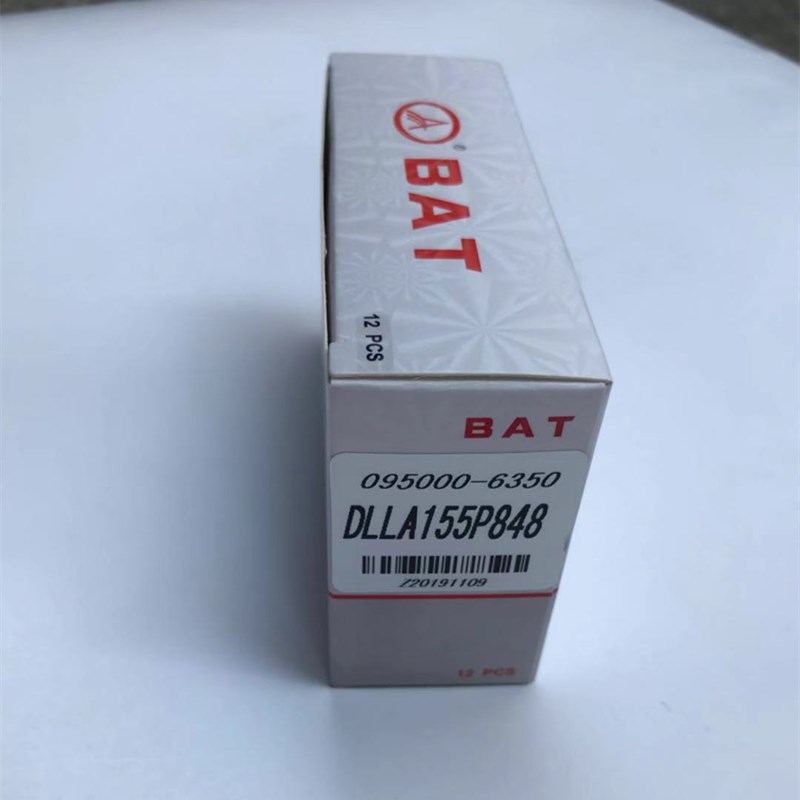 ®
BAT
12 PCS
BAT
095000-6350
DLLA155P848
Z20191109
12 PCS